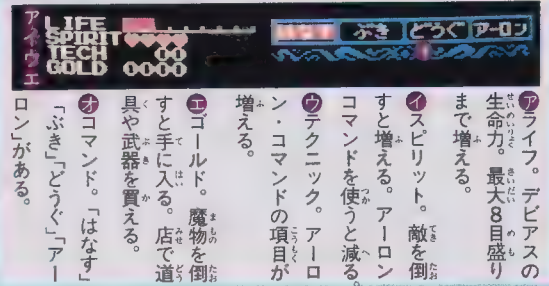 ア LIFE
イ SPIRIT
ウ TECH 00
エ GOLD 0000
ぶき どうぐ アーロン
アライフ。デビアスの
生命力。最大8目盛り
まで増える。
イスピリット。敵を倒
すと増える。アーロン
コマンドを使うと減る。
ウテクニック。アーロ
ン・コマンドの項目が
増える。
エゴールド。魔物を倒
すと手に入る。店で道
具や武器を買える。
オコマンド。「はなす」
「ぶき」「どうぐ」「アー
ロン」がある。